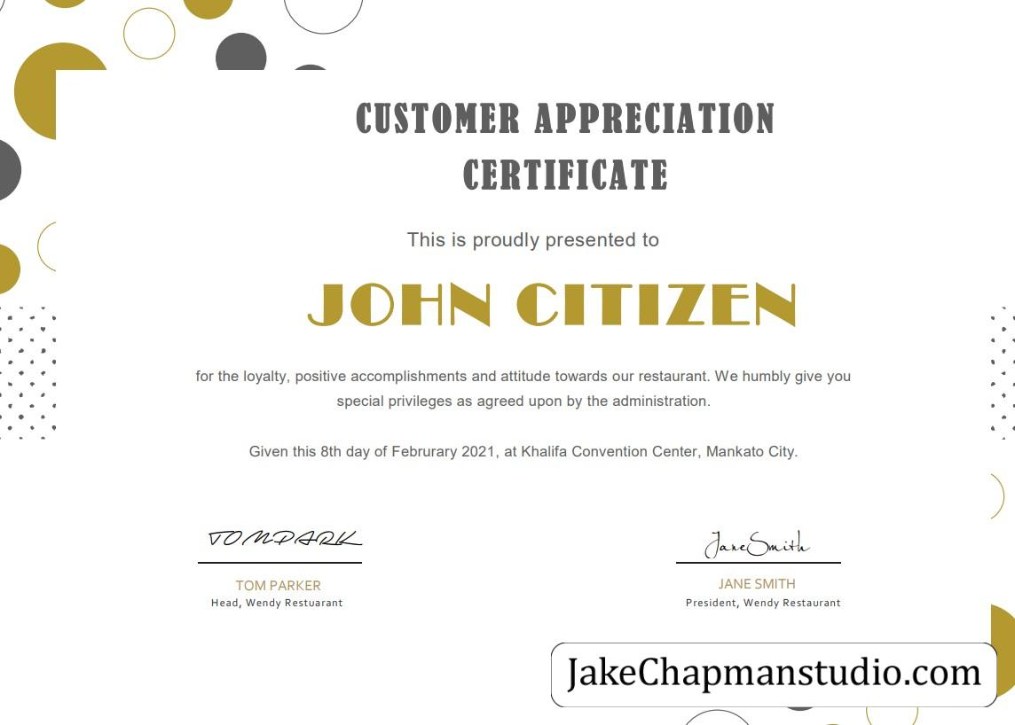 CUSTOMER APPRECIATION
CERTIFICATE
This is proudly presented to
JOHN CITIZEN
for the loyalty, positive accomplishments and attitude towards our restaurant. We humbly give you
special privileges as agreed upon by the administration.
Given this 8th day of Februrary 2021, at Khalifa Convention Center, Mankato City.
TOMPARK
JaneSmith
TOM PARKER
JANE SMITH
Head, Wendy Restuarant
President, Wendy Restaurant
JakeChapmanstudio.com